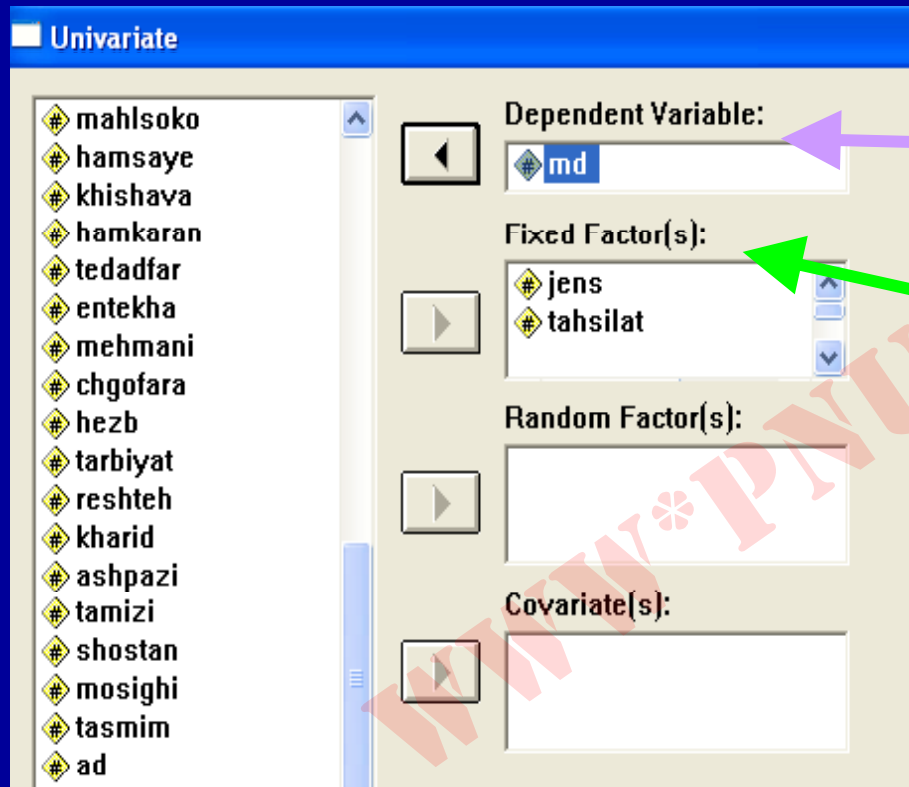 Univariate
mahlsoko
hamsaye
khishava
hamkaran
tedadfar
entekha
mehmani
chgofara
hezb
tarbiyat
reshteh
kharid
ashpazi
tamizi
shostan
mosighi
tasmim
ad
Dependent Variable:
md
Fixed Factor(s):
jens
tahsilat
Random Factor(s):
Covariate(s):
WWW*PNU